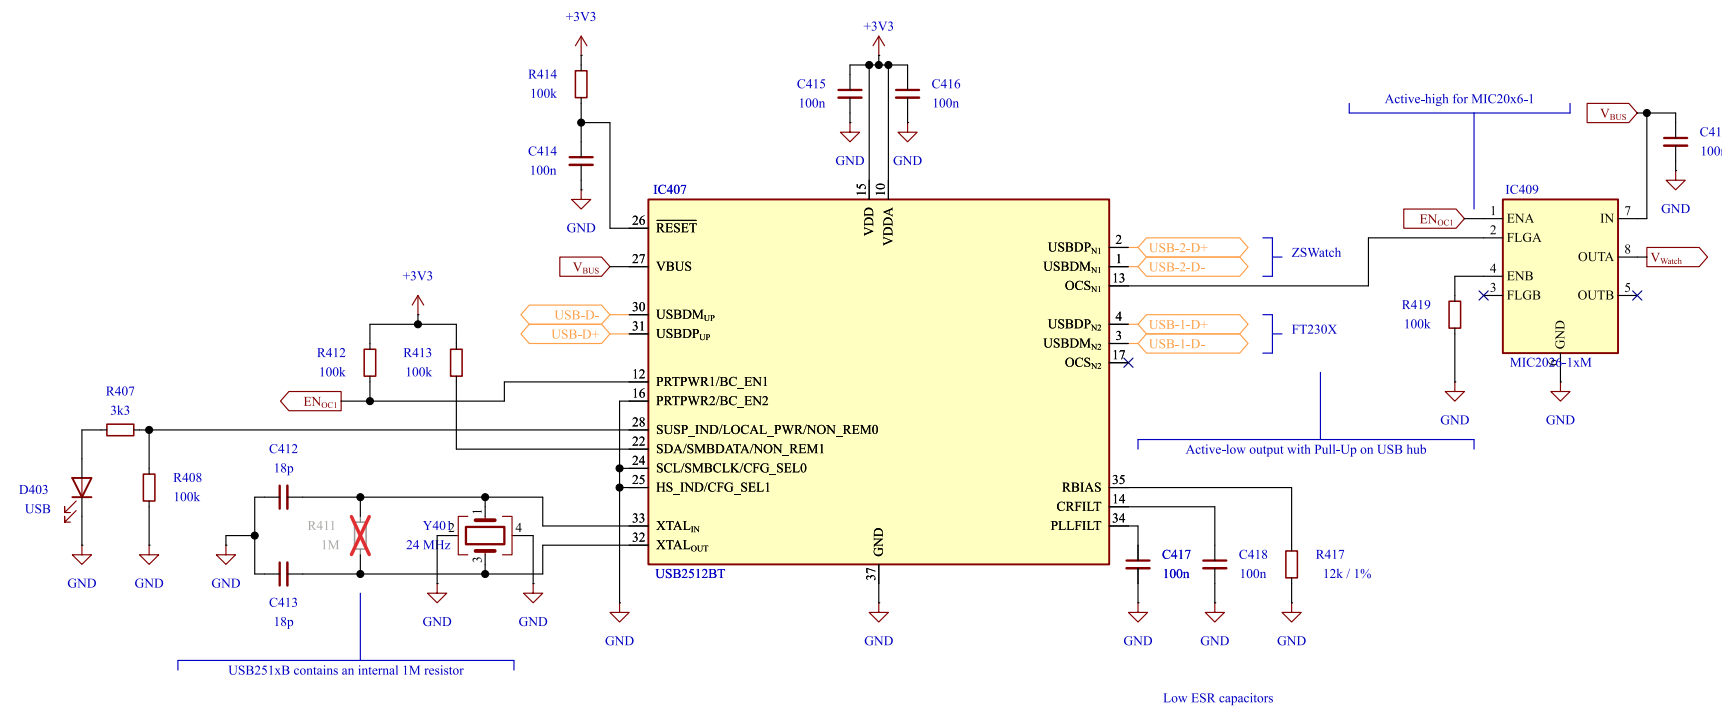 +3V3
R414
100k
C414
100n
GND
+3V3
C415
100n
C416
100n
GND
GND
Active-high for MIC20x6-1
VBUS
C41
100n
GND
IC407
15
10
VDD
VDDA
26
RESET
27
VBUS
VBUS
30
USBDMUP
USB-D-
31
USBDPUP
USB-D+
12
PRTPWR1/BC_EN1
16
PRTPWR2/BC_EN2
28
SUSP_IND/LOCAL_PWR/NON_REM0
22
SDA/SMBDATA/NON_REM1
24
SCL/SMBCLK/CFG_SEL0
25
HS_IND/CFG_SEL1
33
XTALIN
32
XTALOUT
USB2512BT
GND
37
GND
USBDPN1
2
USB-2-D+
USBDMN1
1
USB-2-D-
ZSWatch
OCSN1
13
USBDPN2
4
USB-1-D+
USBDMN2
3
USB-1-D-
FT230X
OCSN2
17
RBIAS
35
CRFILT
14
PLLFILT
34
C417
100n
C418
100n
R417
12k / 1%
GND
GND
GND
Low ESR capacitors
Active-low output with Pull-Up on USB hub
IC409
ENOC1
1
ENA
2
FLGA
4
ENB
3
FLGB
IN
7
OUTA
8
VWatch
OUTB
5
GND
MIC2026-1xM
GND
R419
100k
GND
+3V3
R412
100k
R413
100k
ENOC1
R407
3k3
R408
100k
D403
USB
GND
GND
C412
18p
C413
18p
GND
R411
1M
Y401
24 MHz
1
2
3
4
GND
GND
GND
USB251xB contains an internal 1M resistor